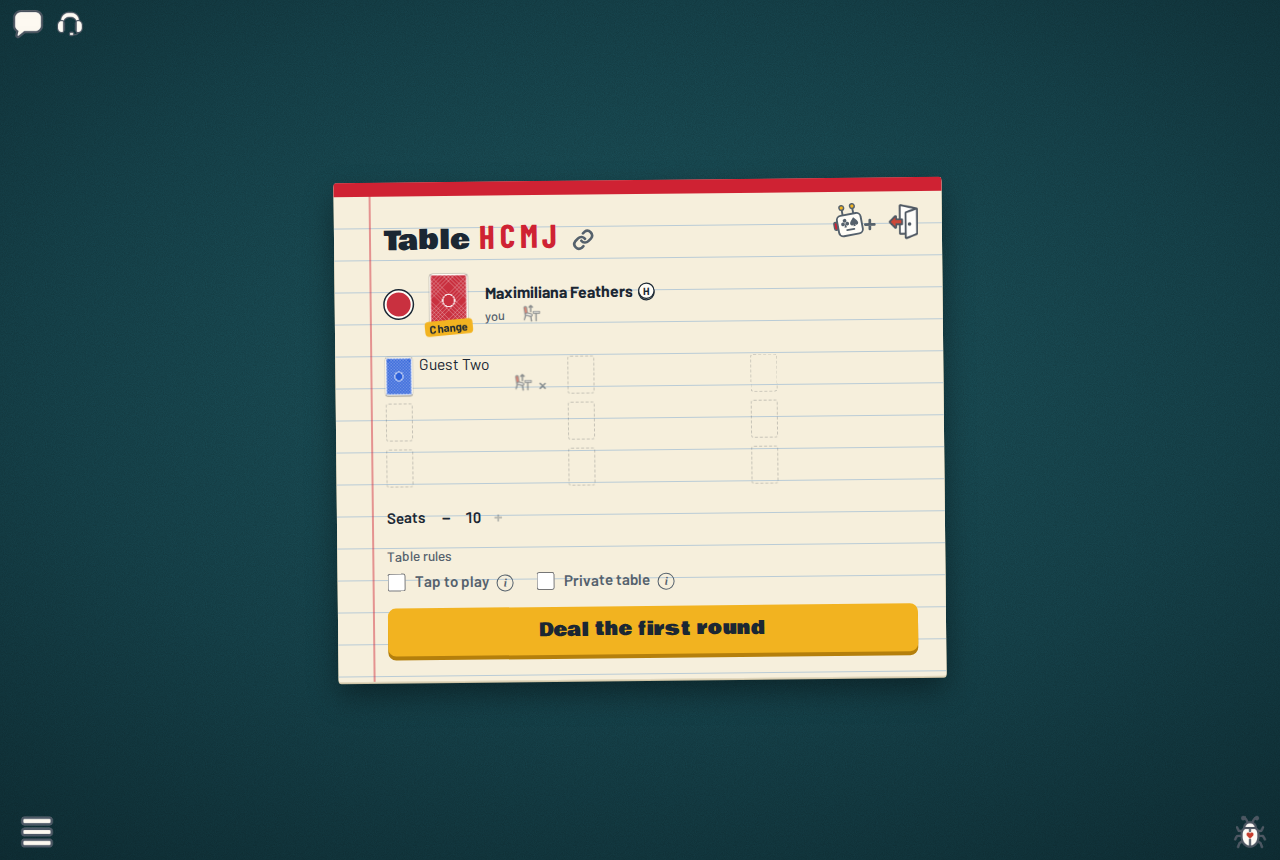 Table HCMJ
Maximiliana Feathers H
you
Change
Guest Two
×
Seats – 10 +
Table rules
Tap to play i Private table i
Deal the first round